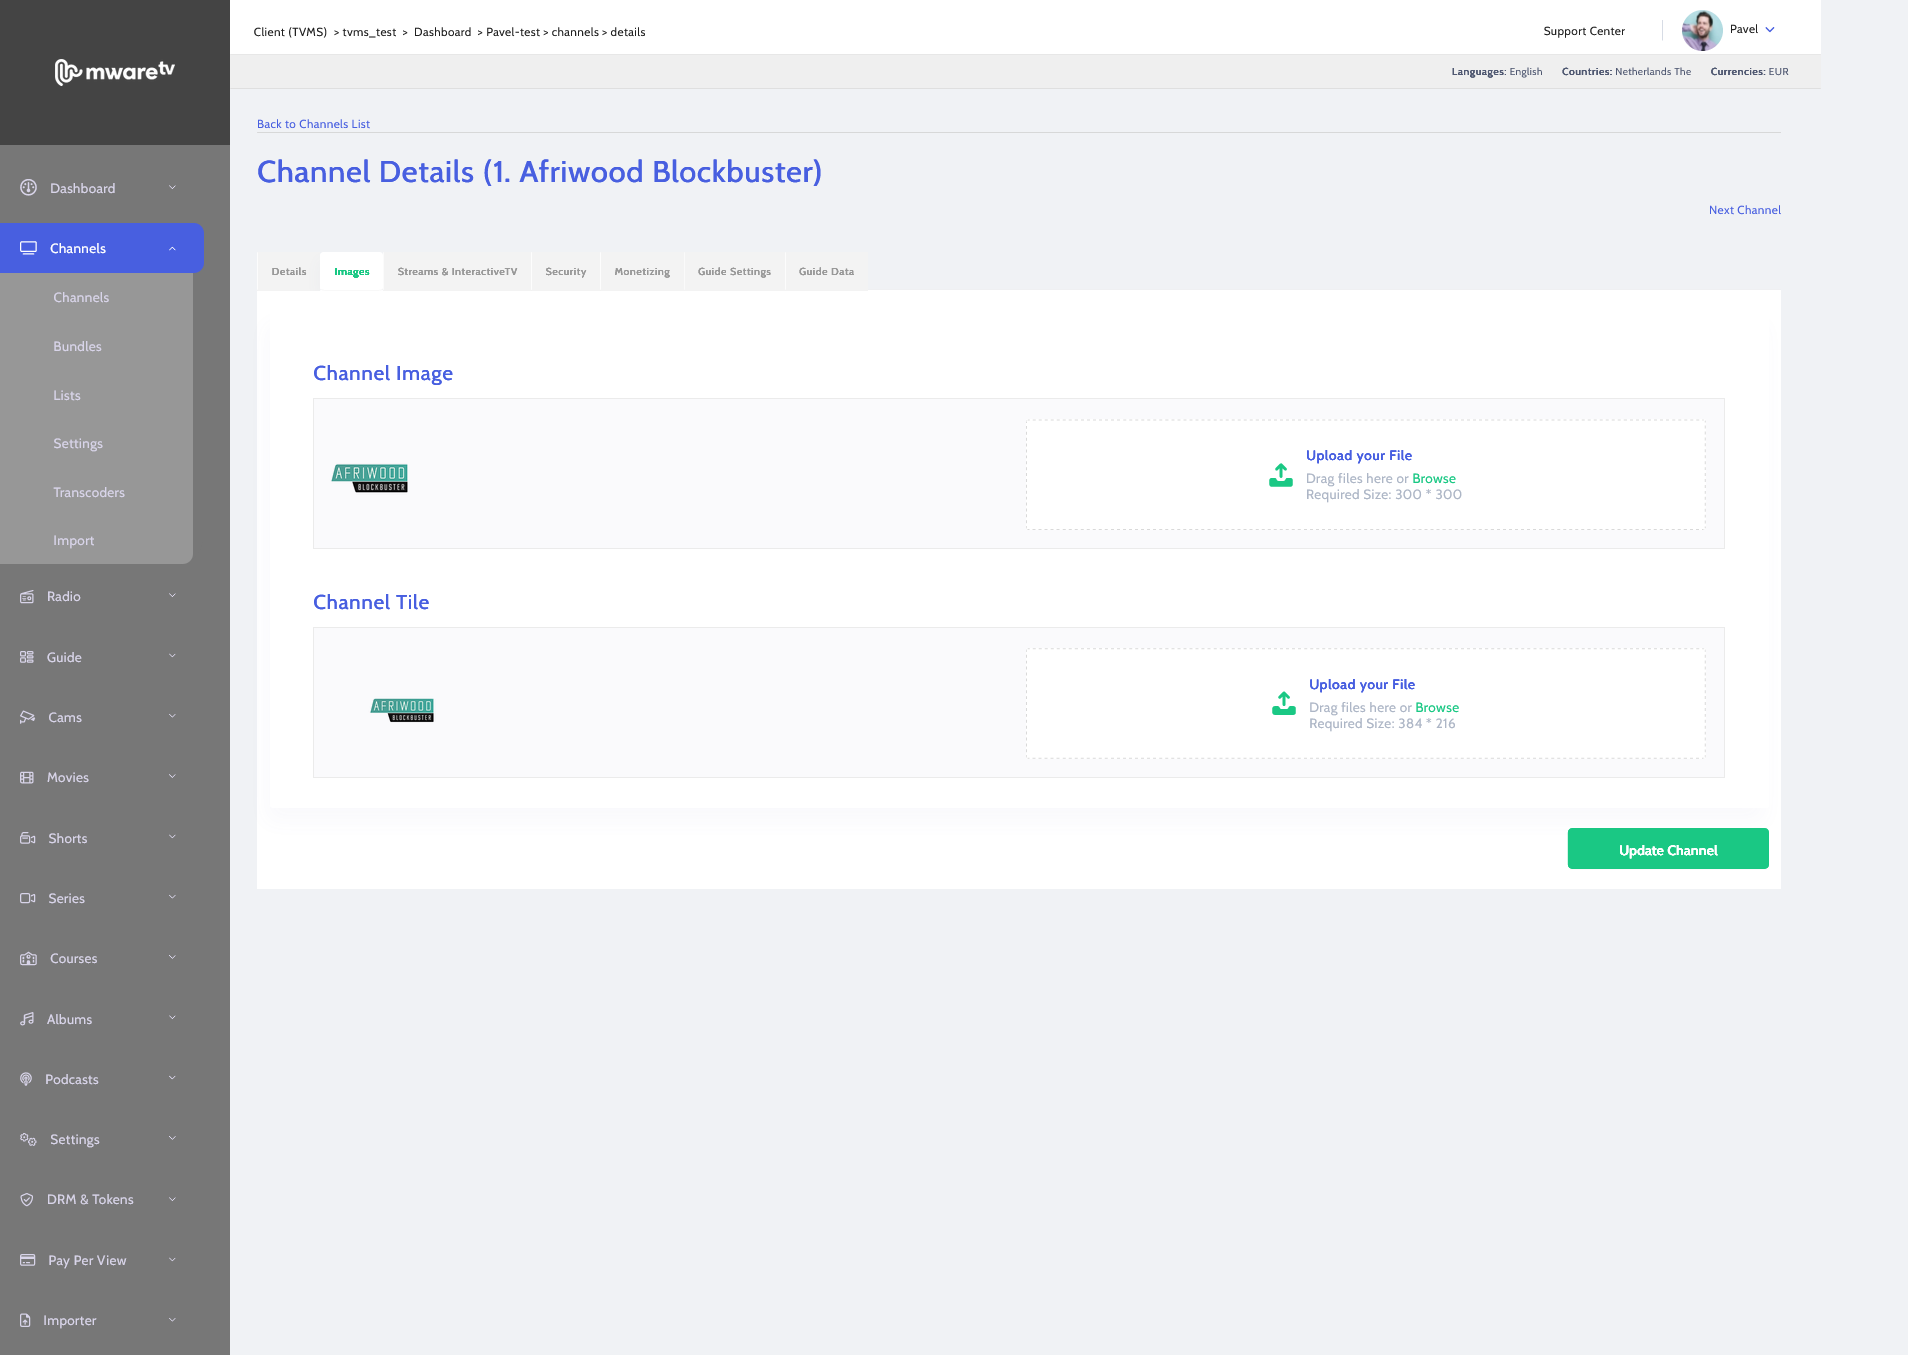 mwaretv
Client (TVMS) > tvms_test > Dashboard > Pavel-test > channels > details
Support Center
Pavel
Languages: English Countries: Netherlands The Currencies: EUR
Dashboard
Channels
Channels
Bundles
Lists
Settings
Transcoders
Import
Radio
Guide
Cams
Movies
Shorts
Series
Courses
Albums
Podcasts
Settings
DRM & Tokens
Pay Per View
Importer
Back to Channels List
Channel Details (1. Afriwood Blockbuster)
Next Channel
Details Images Streams & InteractiveTV Security Monetizing Guide Settings Guide Data
Channel Image
AFRIWOOD
BLOCKBUSTER
Upload your File
Drag files here or Browse
Required Size: 300 * 300
Channel Tile
AFRIWOOD
BLOCKBUSTER
Upload your File
Drag files here or Browse
Required Size: 384 * 216
Update Channel